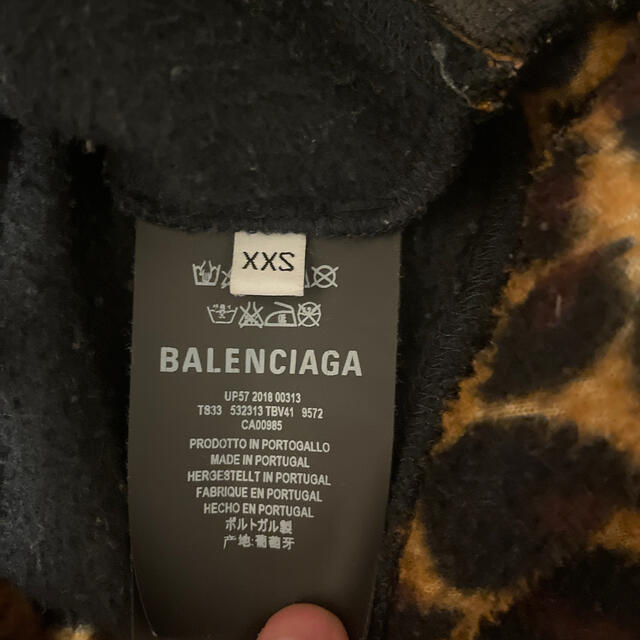 XXS
BALENCIAGA
UP57 2018 00313
TS33 532313 TBV41 9572
CA00985
PRODOTTO IN PORTOGALLO
MADE IN PORTUGAL
HERGESTELLT IN PORTUGAL
FABRIQUE EN PORTUGAL
HECHO EN PORTUGAL
ポルトガル製
产地:葡萄牙